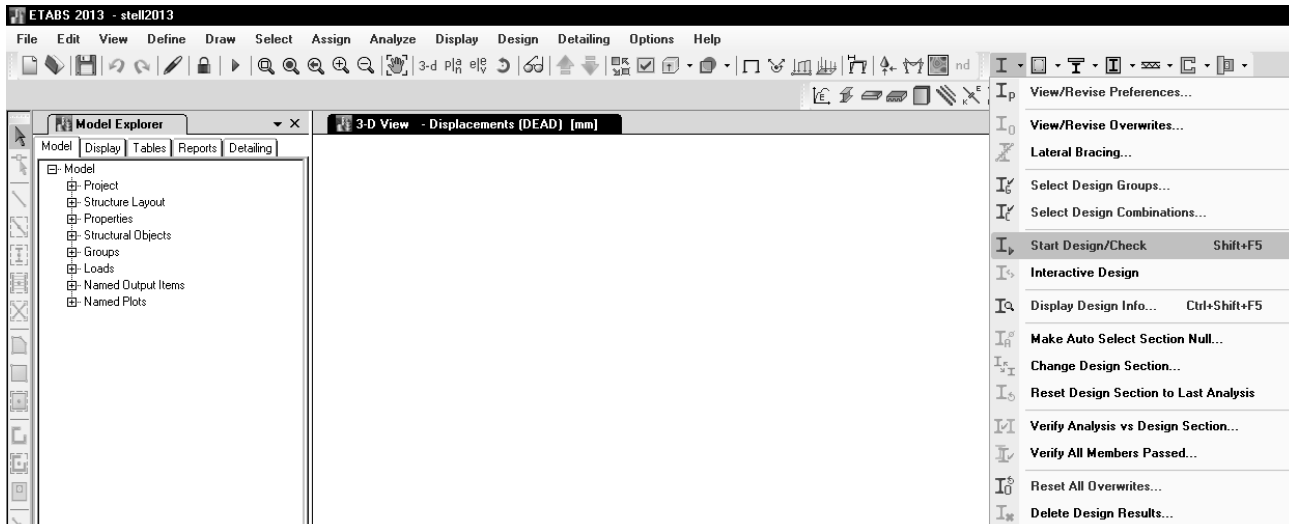 ETABS 2013 - stell2013
File Edit View Define Draw Select Assign Analyze Display Design Detailing Options Help
3-d nd
Model Explorer
3-D View - Displacements (DEAD) [mm]
Model Display Tables Reports Detailing
Model
Project
Structure Layout
Properties
Structural Objects
Groups
Loads
Named Output Items
Named Plots
View/Revise Preferences...
View/Revise Overwrites...
Lateral Bracing...
Select Design Groups...
Select Design Combinations...
Start Design/Check Shift+F5
Interactive Design
Display Design Info... Ctrl+Shift+F5
Make Auto Select Section Null...
Change Design Section...
Reset Design Section to Last Analysis
Verify Analysis vs Design Section...
Verify All Members Passed...
Reset All Overwrites...
Delete Design Results...